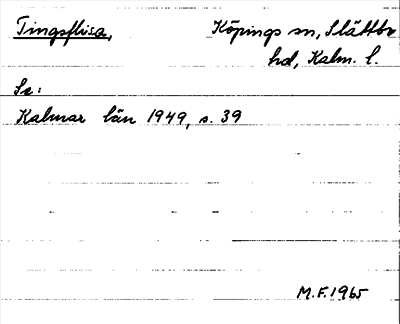 Tingsflisa, Köpings sn, Slättbo
hd, Kalm. l.
Se:
Kalmar län 1949, s. 39
M.F. 1965